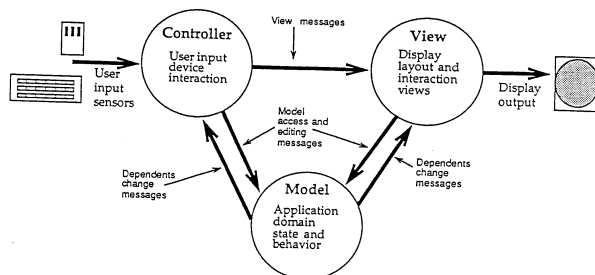 Controller
User input
device
interaction
View messages
View
Display
layout and
interaction
views
User
input
sensors
Display
output
Model
access and
editing
messages
Dependents
change
messages
Dependents
change
messages
Model
Application
domain
state and
behavior